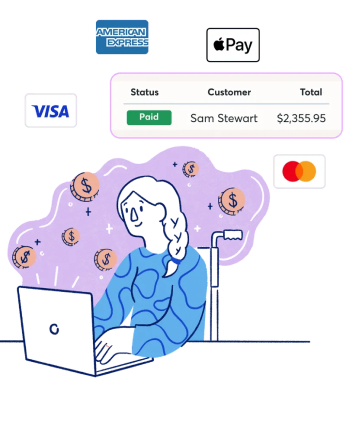 AMERICAN
EXPRESS
Pay
VISA
Status Customer Total
Paid Sam Stewart $2,355.95
$
$
$
$
$
$